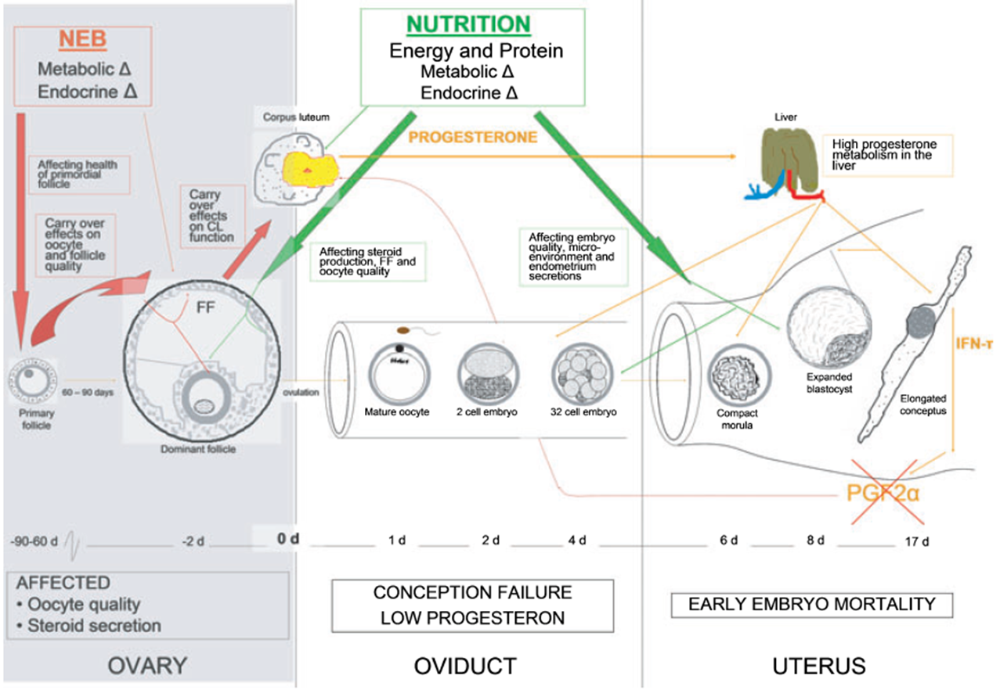 NEB
Metabolic Δ
Endocrine Δ
NUTRITION
Energy and Protein
Metabolic Δ
Endocrine Δ
Corpus luteum
PROGESTERONE
Liver
High progesterone
metabolism in the
liver
Affecting health
of primordial
follicle
Carry over
effects on
oocyte
and follicle
quality
Carry
over
effects
on CL
function
Affecting steroid
production, FF and
oocyte quality
Affecting embryo
quality, micro-
environment and
endometrium
secretions
FF
IFN-τ
Primary
follicle
60 – 90 days
Dominant follicle
ovulation
Mature oocyte
2 cell embryo
32 cell embryo
Compact
morula
Expanded
blastocyst
Elongated
conceptus
PGF2α
-90-60 d
-2 d
0 d
1 d
2 d
4 d
6 d
8 d
17 d
AFFECTED
• Oocyte quality
• Steroid secretion
CONCEPTION FAILURE
LOW PROGESTERON
EARLY EMBRYO MORTALITY
OVARY
OVIDUCT
UTERUS